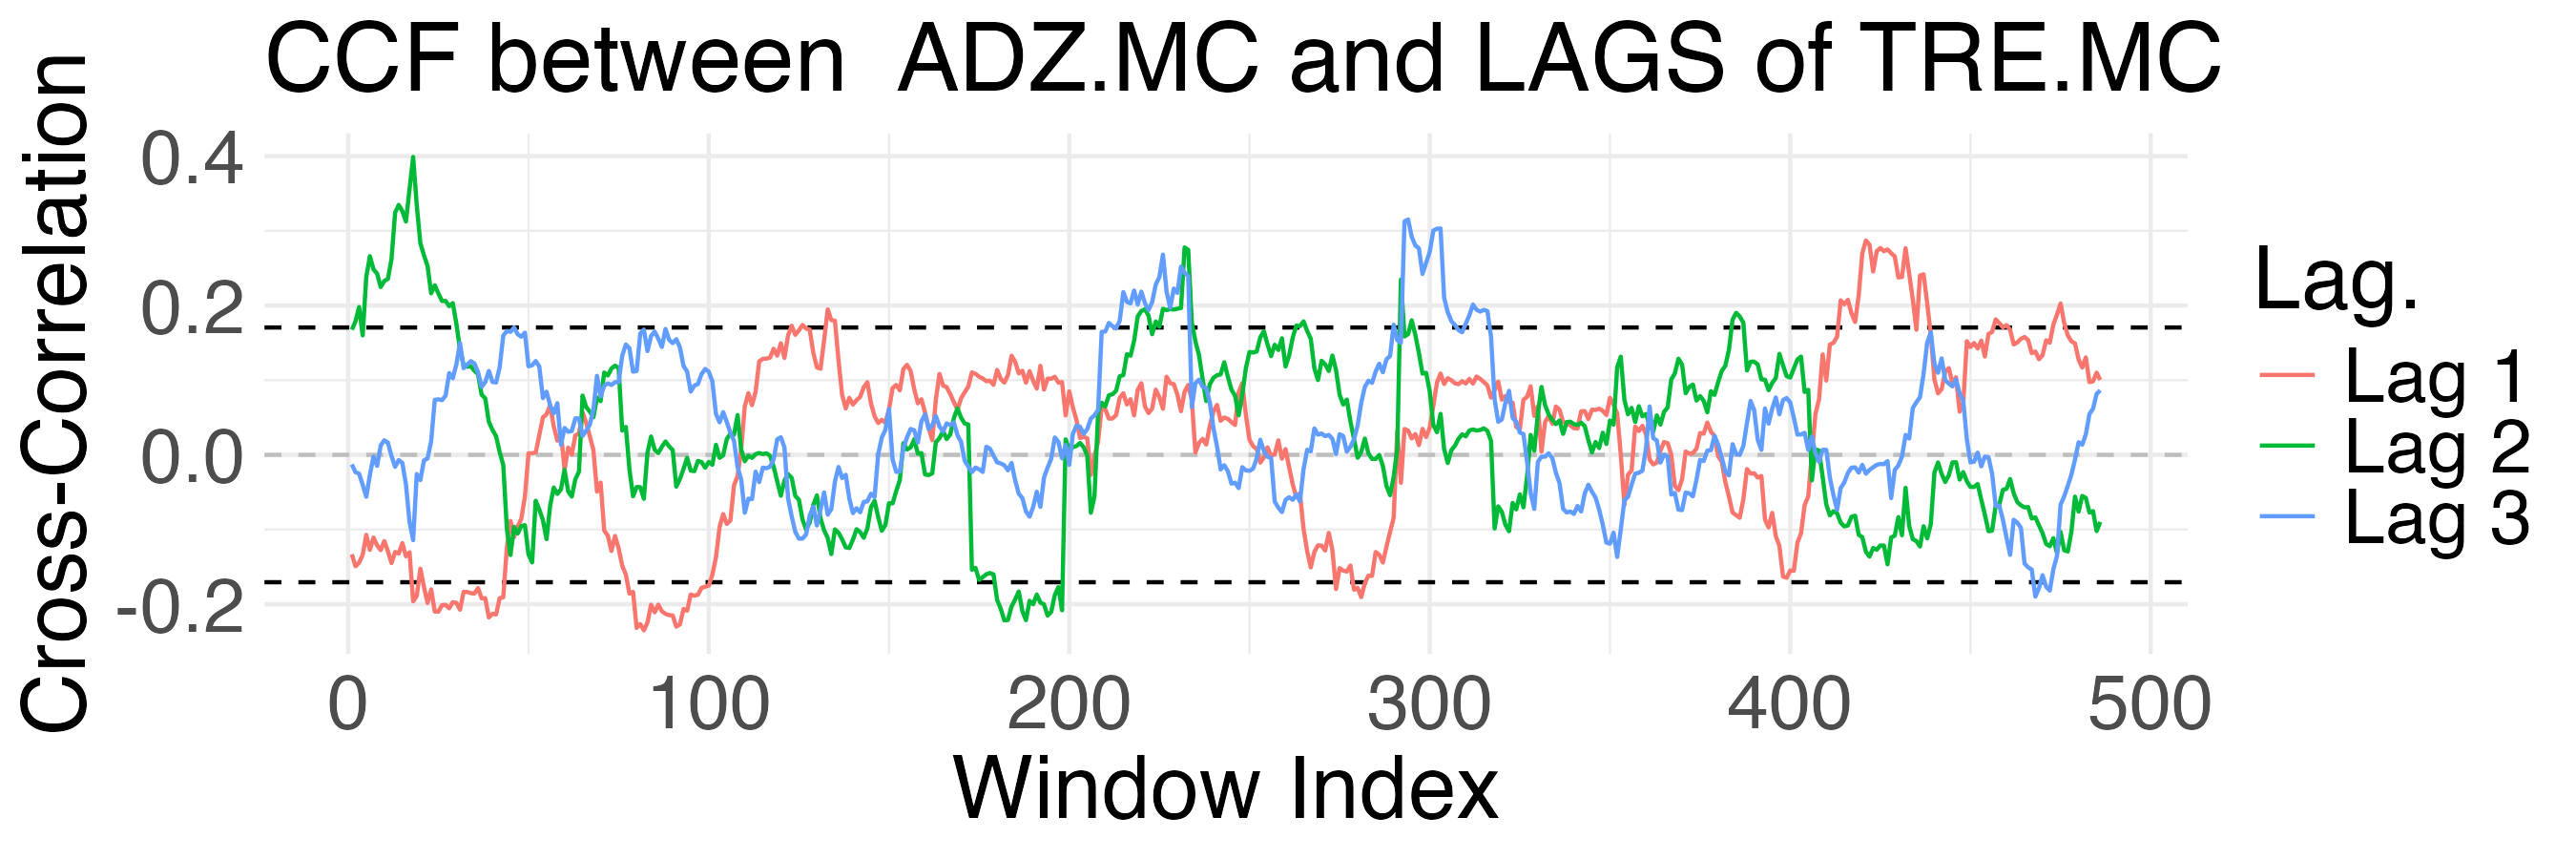 CCF between  ADZ.MC and LAGS of TRE.MC
Cross-Correlation
0.4
0.2
0.0
-0.2
0 100 200 300 400 500
Window Index
Lag.
Lag 1
Lag 2
Lag 3